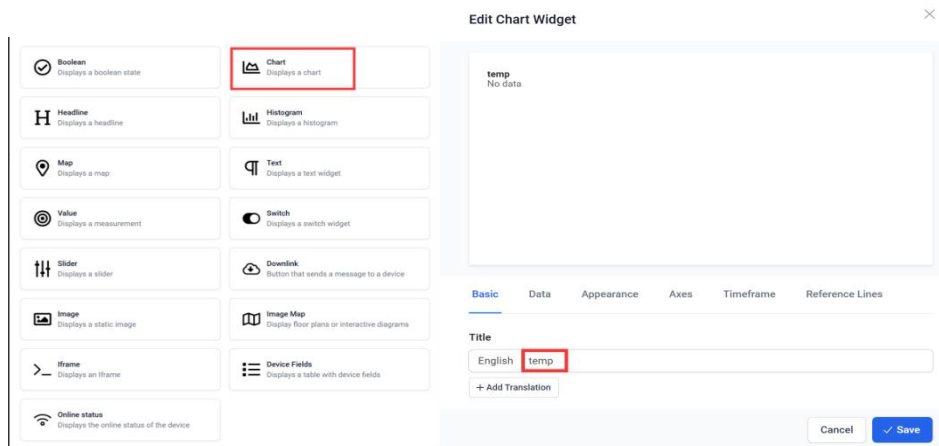 Boolean
Displays a boolean state
Chart
Displays a chart
Headline
Displays a headline
Histogram
Displays a histogram
Map
Displays a map
Text
Displays a text widget
Value
Displays a measurement
Switch
Displays a switch widget
Slider
Displays a slider
Downlink
Button that sends a message to a device
Image
Displays a static image
Image Map
Display floor plans or interactive diagrams
Iframe
Displays an Iframe
Device Fields
Displays a table with device fields
Online status
Displays the online status of the device
Edit Chart Widget
temp
No data
Basic Data Appearance Axes Timeframe Reference Lines
Title
English temp
+ Add Translation
Cancel Save